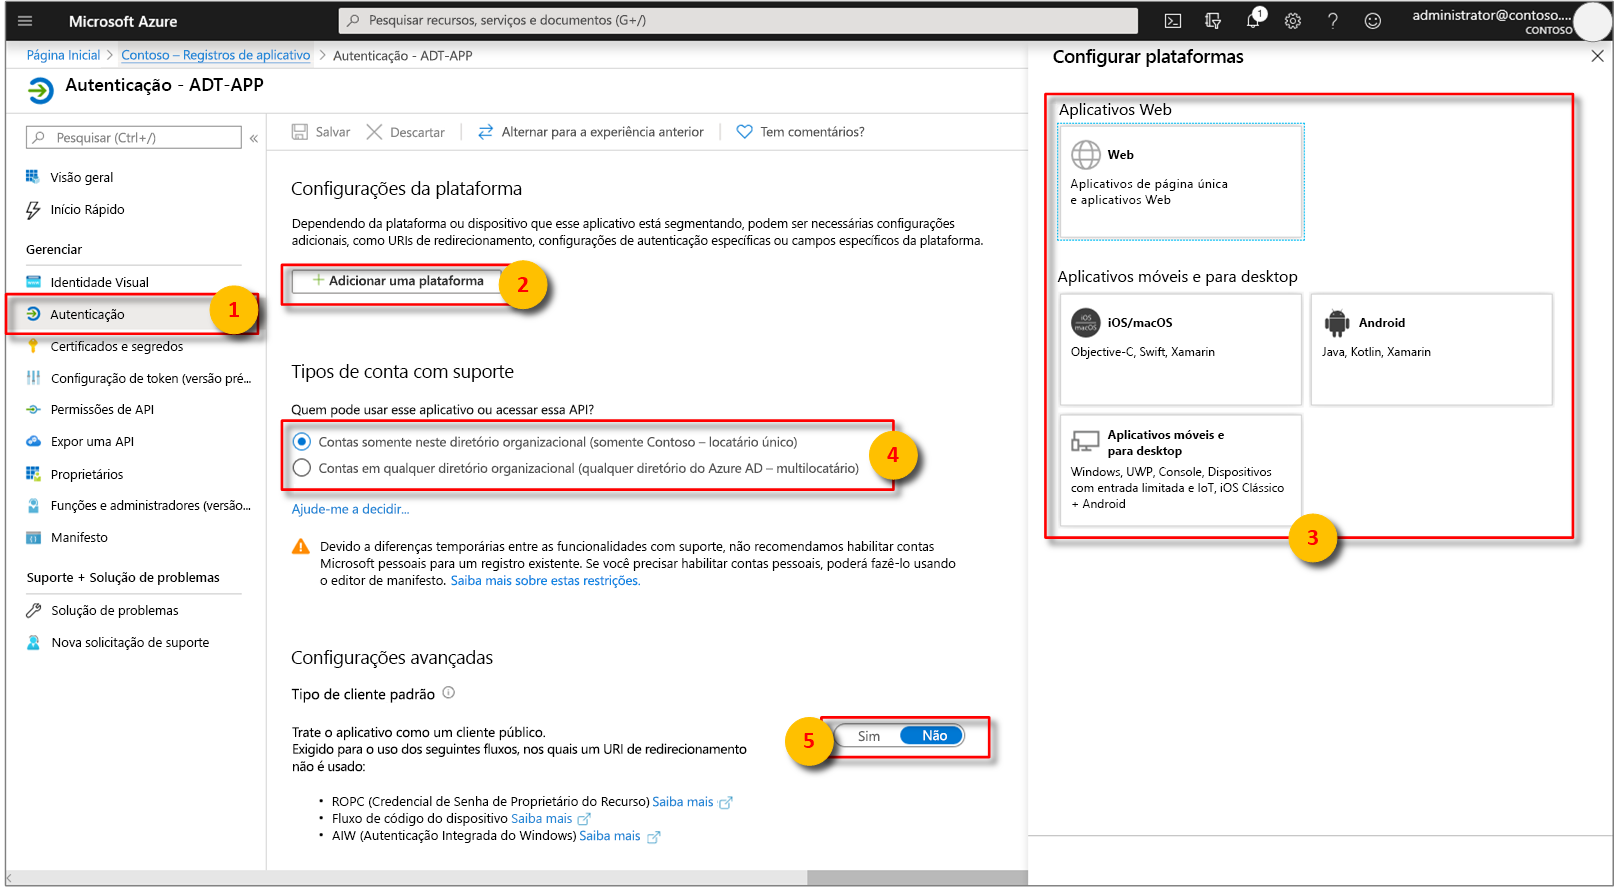 Microsoft Azure
Pesquisar recursos, serviços e documentos (G+/)
1
administrator@contoso....
CONTOSO
Página Inicial > Contoso – Registros de aplicativo > Autenticação - ADT-APP
Autenticação - ADT-APP
Pesquisar (Ctrl+/)
«
Visão geral
Início Rápido
Gerenciar
Identidade Visual
Autenticação
1
Certificados e segredos
Configuração de token (versão pré...
Permissões de API
Expor uma API
Proprietários
Funções e administradores (versão...
Manifesto
Suporte + Solução de problemas
Solução de problemas
Nova solicitação de suporte
Salvar
Descartar
Alternar para a experiência anterior
Tem comentários?
Configurações da plataforma
Dependendo da plataforma ou dispositivo que esse aplicativo está segmentando, podem ser necessárias configurações
adicionais, como URIs de redirecionamento, configurações de autenticação específicas ou campos específicos da plataforma.
+ Adicionar uma plataforma
2
Tipos de conta com suporte
Quem pode usar esse aplicativo ou acessar essa API?
Contas somente neste diretório organizacional (somente Contoso – locatário único)
Contas em qualquer diretório organizacional (qualquer diretório do Azure AD – multilocatário)
4
Ajude-me a decidir...
Devido a diferenças temporárias entre as funcionalidades com suporte, não recomendamos habilitar contas
Microsoft pessoais para um registro existente. Se você precisar habilitar contas pessoais, poderá fazê-lo usando
o editor de manifesto. Saiba mais sobre estas restrições.
Configurações avançadas
Tipo de cliente padrão
Trate o aplicativo como um cliente público.
Exigido para o uso dos seguintes fluxos, nos quais um URI de redirecionamento
não é usado:
5
Sim
Não
• ROPC (Credencial de Senha de Proprietário do Recurso) Saiba mais
• Fluxo de código do dispositivo Saiba mais
• AIW (Autenticação Integrada do Windows) Saiba mais
Configurar plataformas
Aplicativos Web
Web
Aplicativos de página única
e aplicativos Web
Aplicativos móveis e para desktop
iOS
macOS
iOS/macOS
Objective-C, Swift, Xamarin
Android
Java, Kotlin, Xamarin
Aplicativos móveis e
para desktop
Windows, UWP, Console, Dispositivos
com entrada limitada e IoT, iOS Clássico
+ Android
3